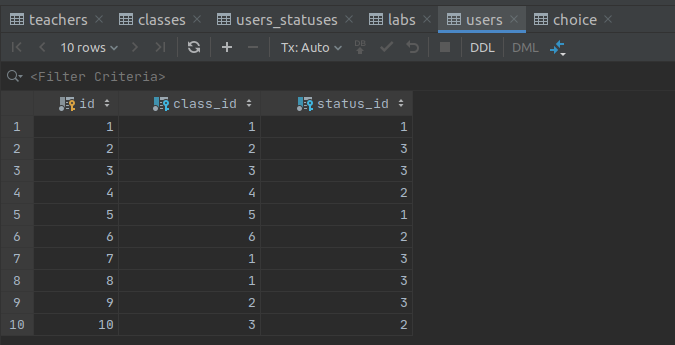 teachers classes users_statuses labs users choice
10 rows Tx: Auto DB DDL DML
<Filter Criteria>
id class_id status_id
1 1 1 1
2 2 2 3
3 3 3 3
4 4 4 2
5 5 5 1
6 6 6 2
7 7 1 3
8 8 1 3
9 9 2 3
10 10 3 2